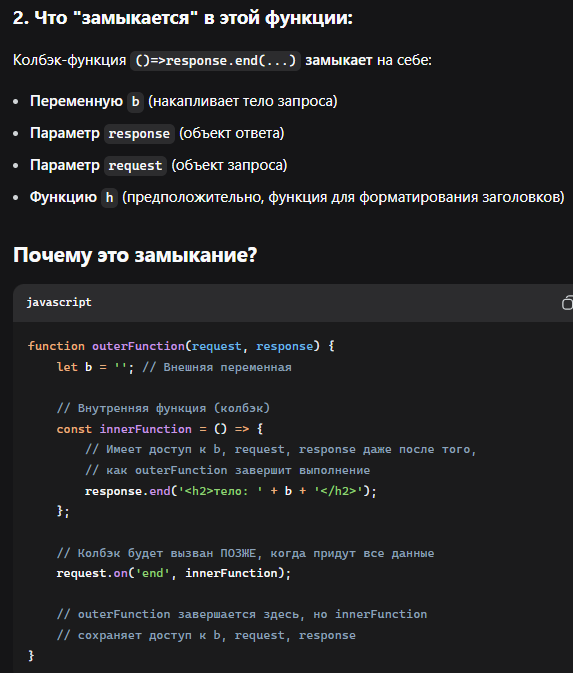 2. Что "замыкается" в этой функции:
Колбэк-функция ()=>response.end(...) замыкает на себе:
• Переменную b (накапливает тело запроса)
• Параметр response (объект ответа)
• Параметр request (объект запроса)
• Функцию h (предположительно, функция для форматирования заголовков)
Почему это замыкание?
javascript
function outerFunction(request, response) {
    let b = ''; // Внешняя переменная

    // Внутренняя функция (колбэк)
    const innerFunction = () => {
        // Имеет доступ к b, request, response даже после того,
        // как outerFunction завершит выполнение
        response.end('<h2>тело: ' + b + '</h2>');
    };

    // Колбэк будет вызван ПОЗЖЕ, когда придут все данные
    request.on('end', innerFunction);

    // outerFunction завершается здесь, но innerFunction
    // сохраняет доступ к b, request, response
}